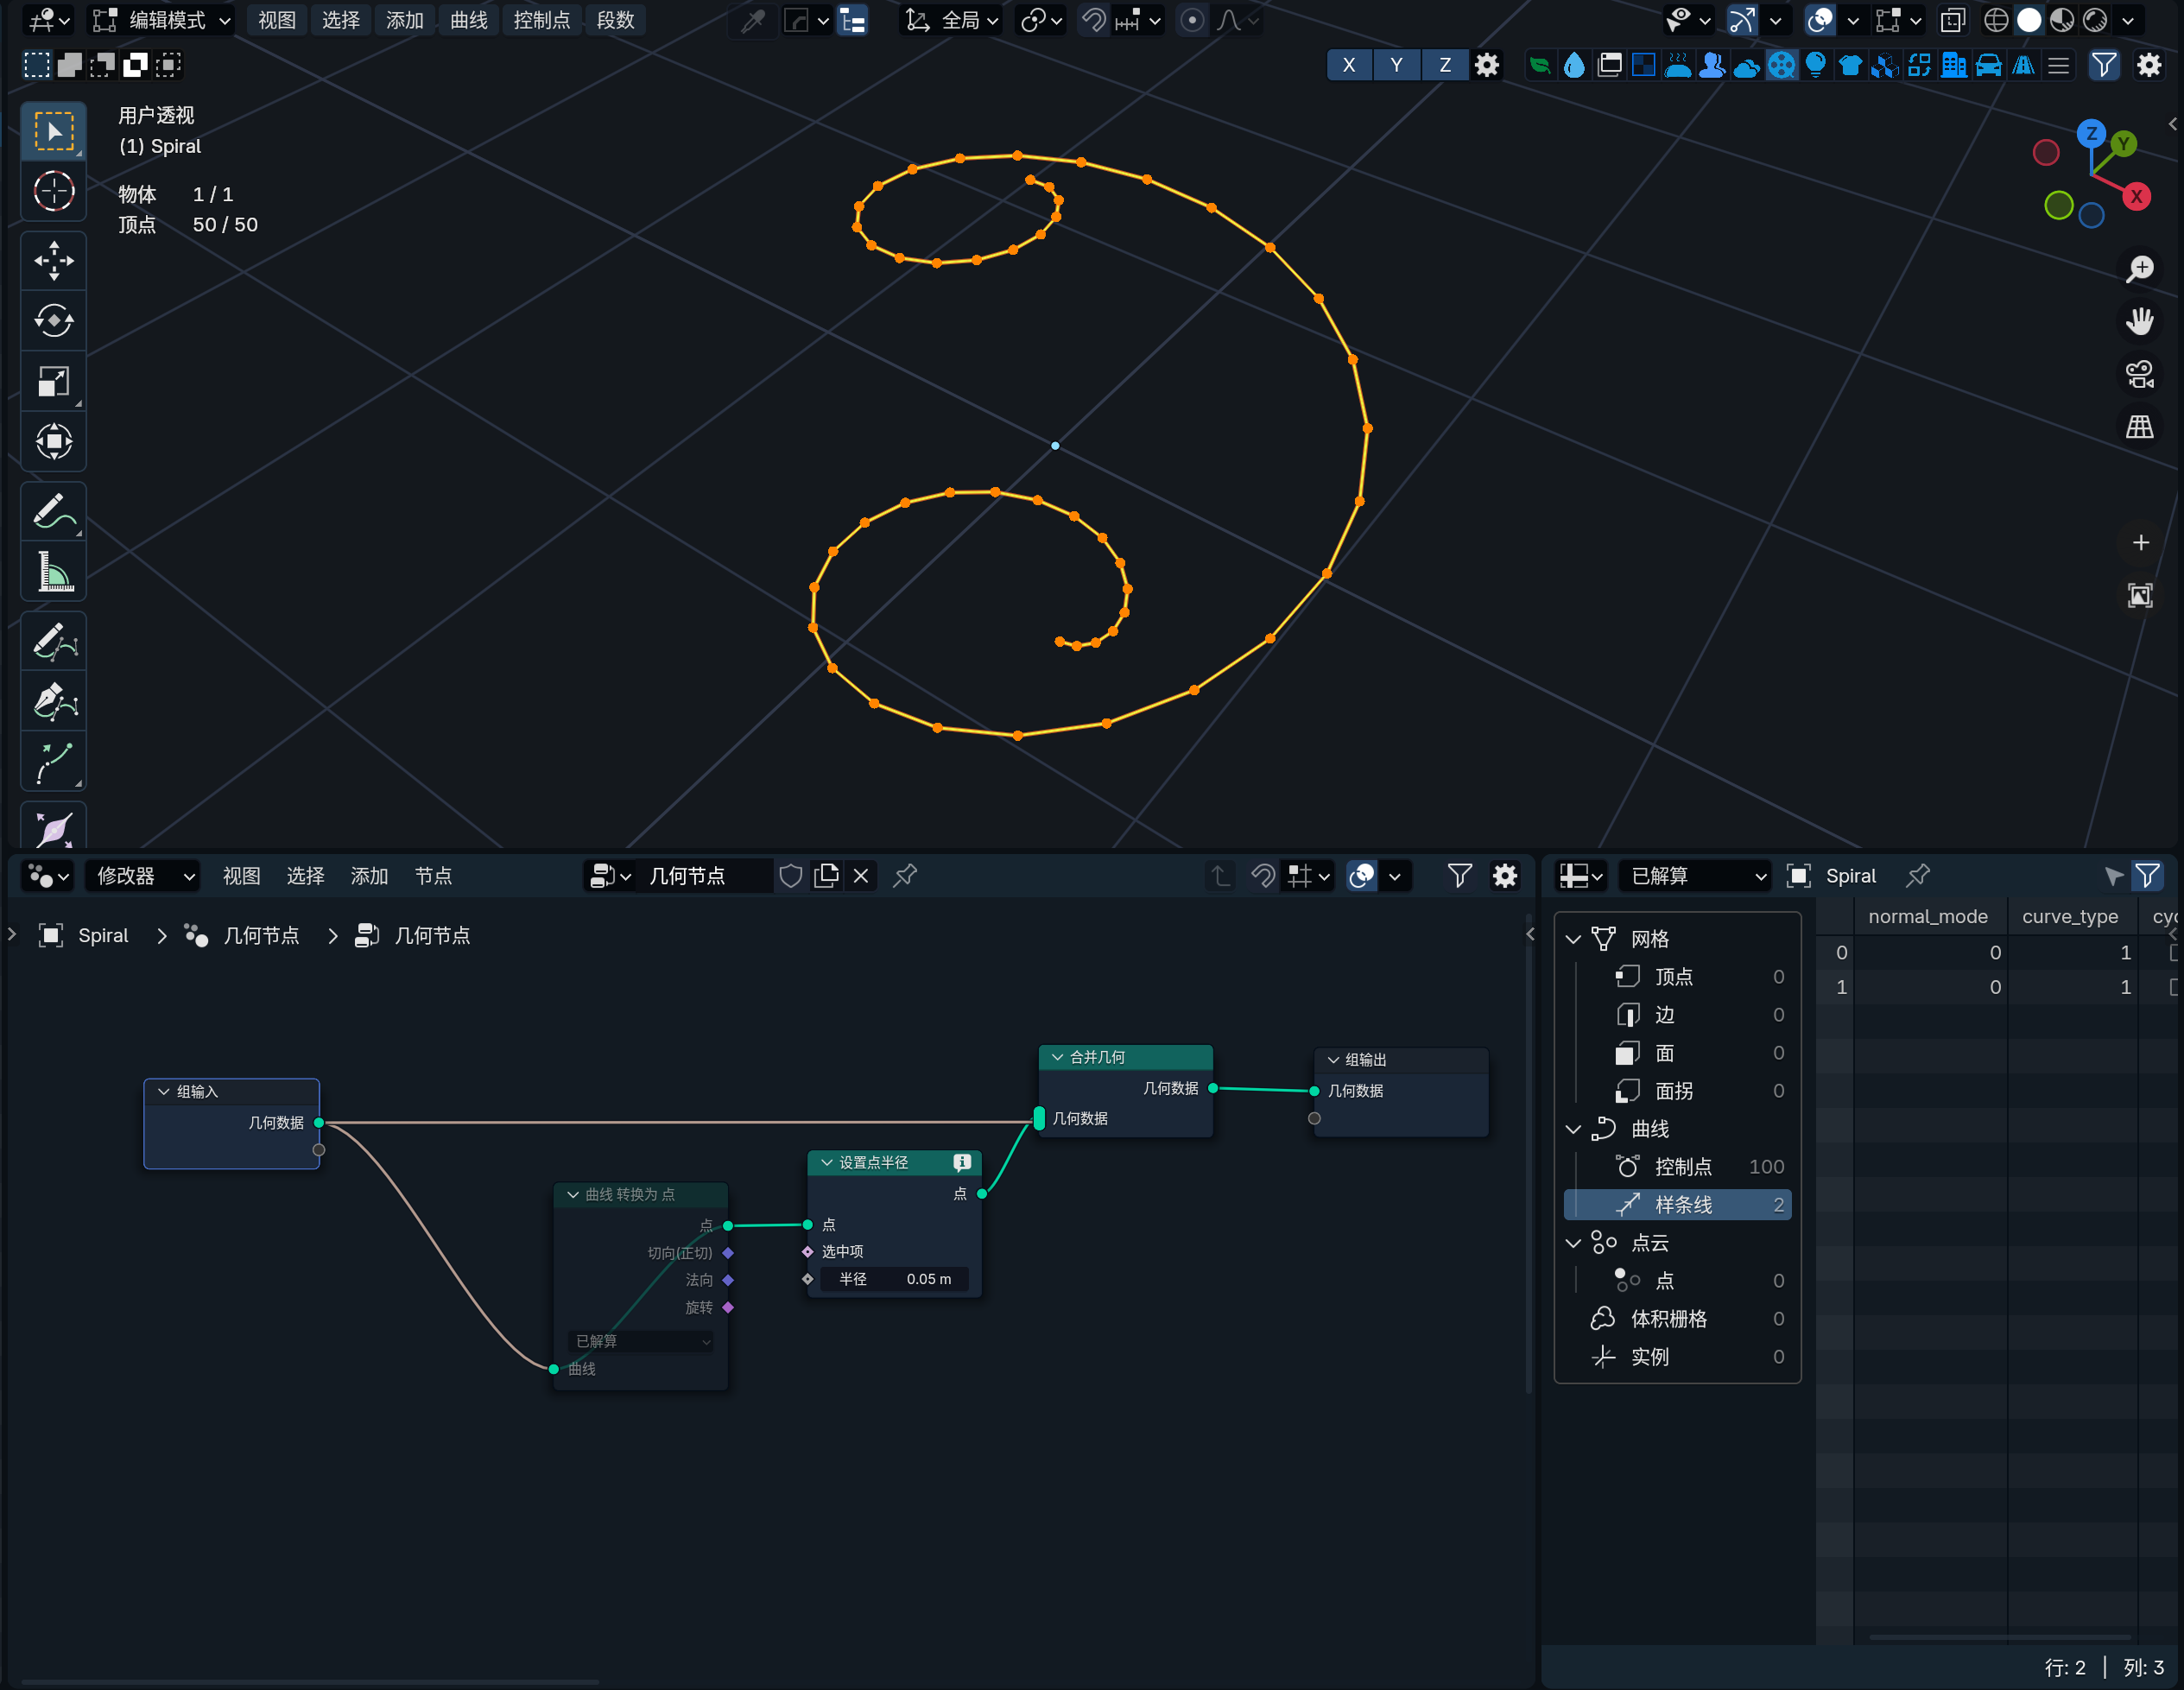 编辑模式 视图 选择 添加 曲线 控制点 段数 全局
X Y Z
用户透视
(1) Spiral
物体 1 / 1
顶点 50 / 50
Z
Y
X
修改器 视图 选择 添加 节点 几何节点
Spiral 几何节点 几何节点
组输入
几何数据
合并几何
几何数据
几何数据
组输出
几何数据
设置点半径
点
点
选中项
半径 0.05 m
曲线 转换为 点
点
切向(正切)
法向
旋转
已解算
曲线
已解算 Spiral
网格
顶点 0
边 0
面 0
面拐 0
曲线
控制点 100
样条线 2
点云
点 0
体积栅格 0
实例 0
normal_mode curve_type cyc
0 0 1
1 0 1
行: 2 列: 3